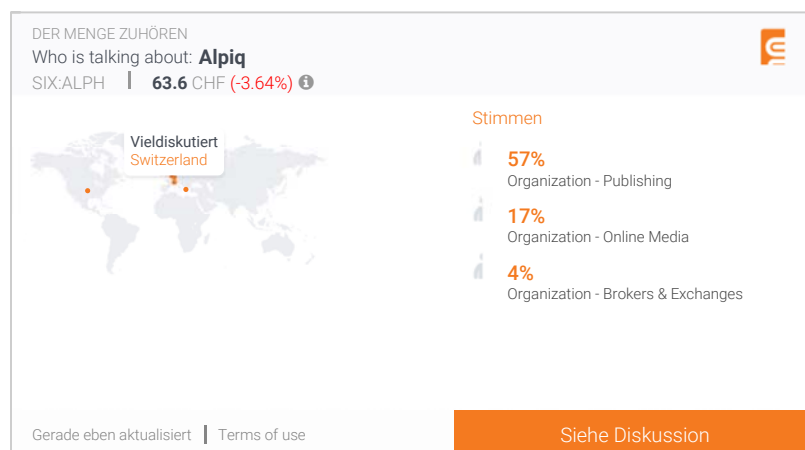 DER MENGE ZUHÖREN
Who is talking about: Alpiq
SIX:ALPH | 63.6 CHF (-3.64%)
Vieldiskutiert
Switzerland
Stimmen
57%
Organization - Publishing
17%
Organization - Online Media
4%
Organization - Brokers & Exchanges
Gerade eben aktualisiert | Terms of use
Siehe Diskussion